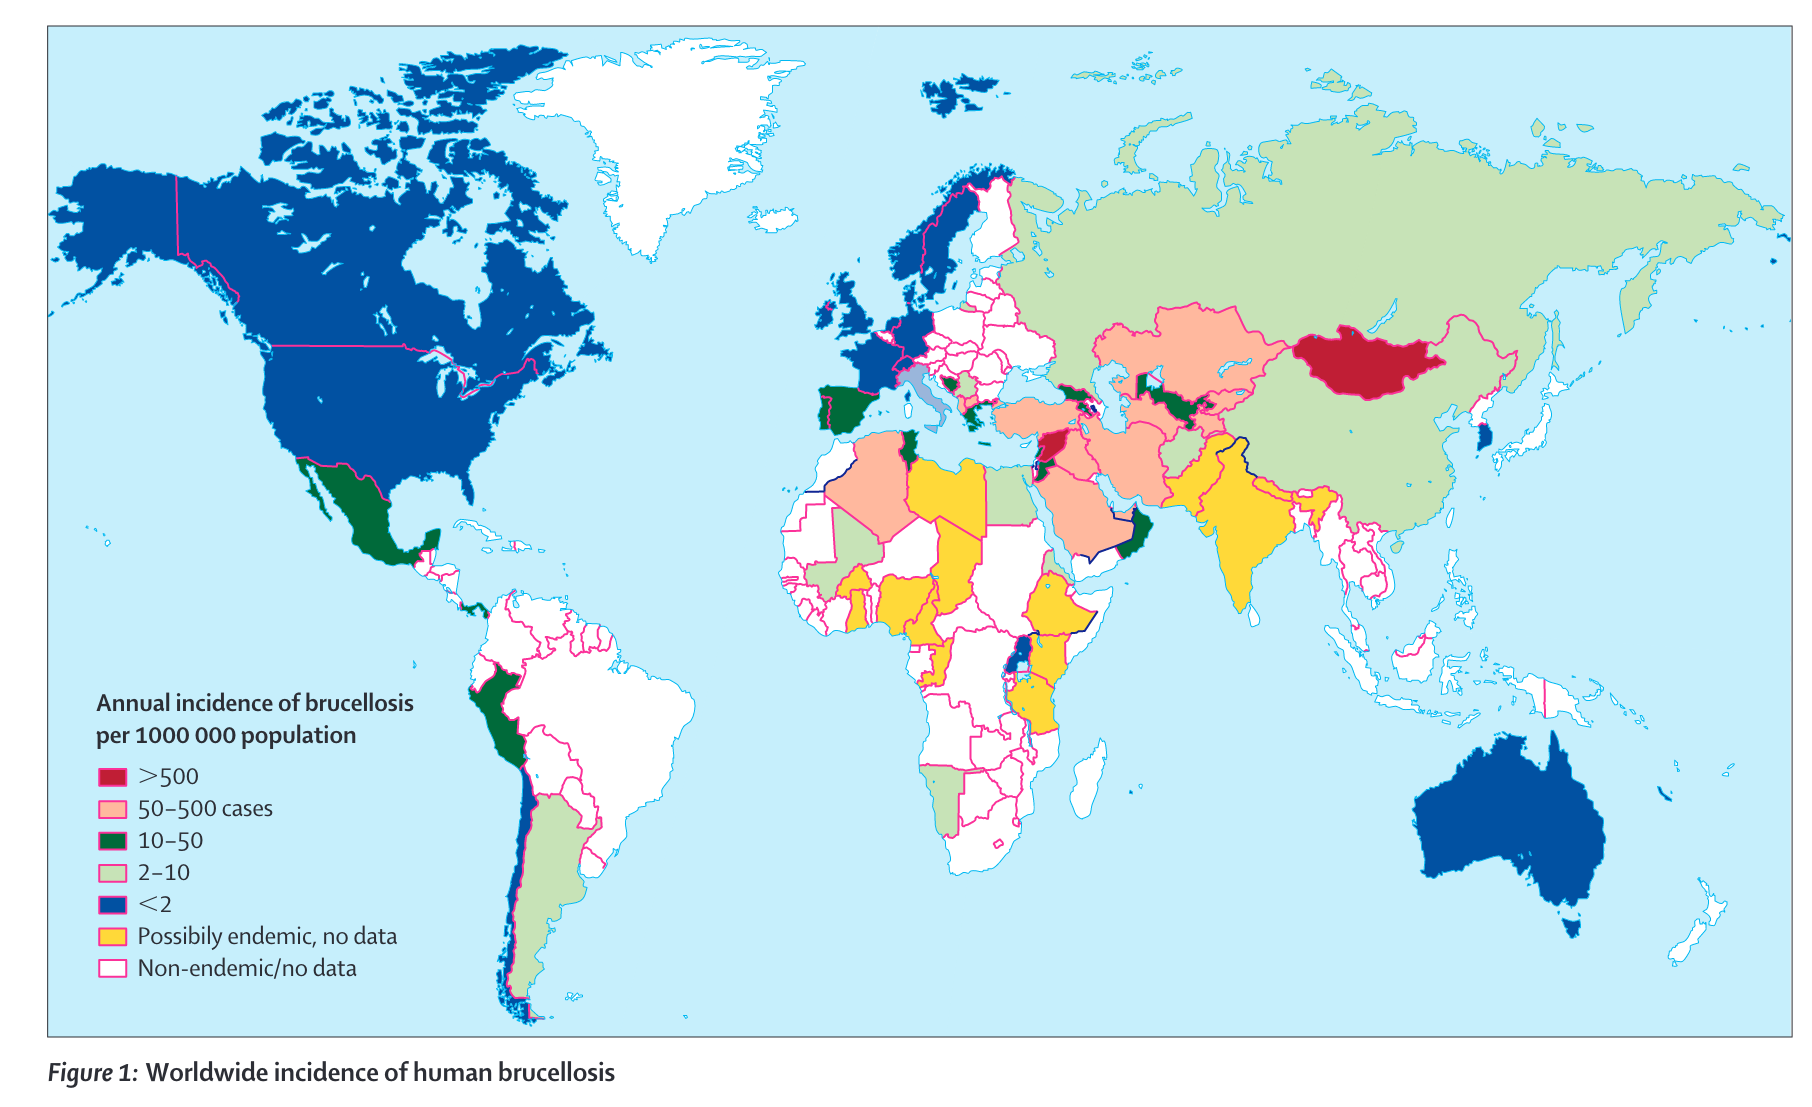 Annual incidence of brucellosis
per 1000 000 population
>500
50–500 cases
10–50
2–10
<2
Possibily endemic, no data
Non-endemic/no data
Figure 1: Worldwide incidence of human brucellosis